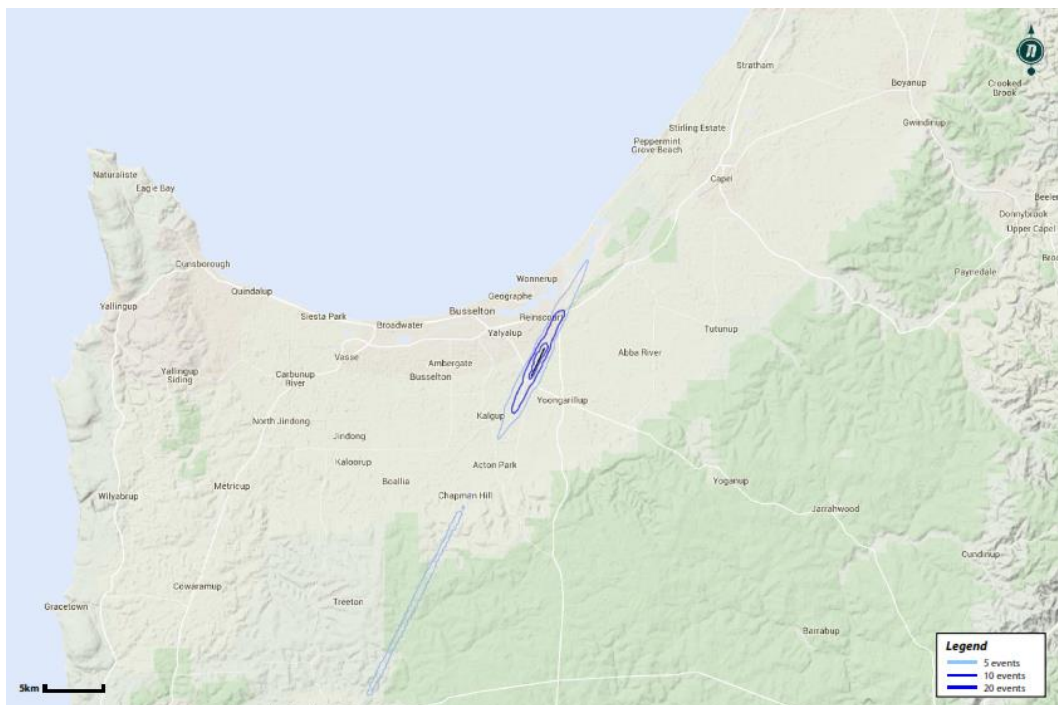 Stratham
Boyanup
Crooked
Brook
Gwindinup
Stirling Estate
Peppermint
Grove Beach
Capel
Naturaliste
Eagle Bay
Donnybrook
Upper Capel
Dunsborough
Paynedale
Wonnerup
Quindalup
Geographe
Yallingup
Siesta Park
Busselton
Broadwater
Yalyalup
Tutunup
Vasse
Abba River
Ambergate
Yallingup
Siding
Carbunup
River
Busselton
Yoongarillup
Kalgup
North Jindong
Jindong
Kaloorup
Acton Park
Metricup
Boallia
Yoganup
Wilyabrup
Chapman Hill
Jarrahwood
Cundinup
Cowaramup
Treeton
Gracetown
Barrabup
Legend
5 events
10 events
20 events
5km